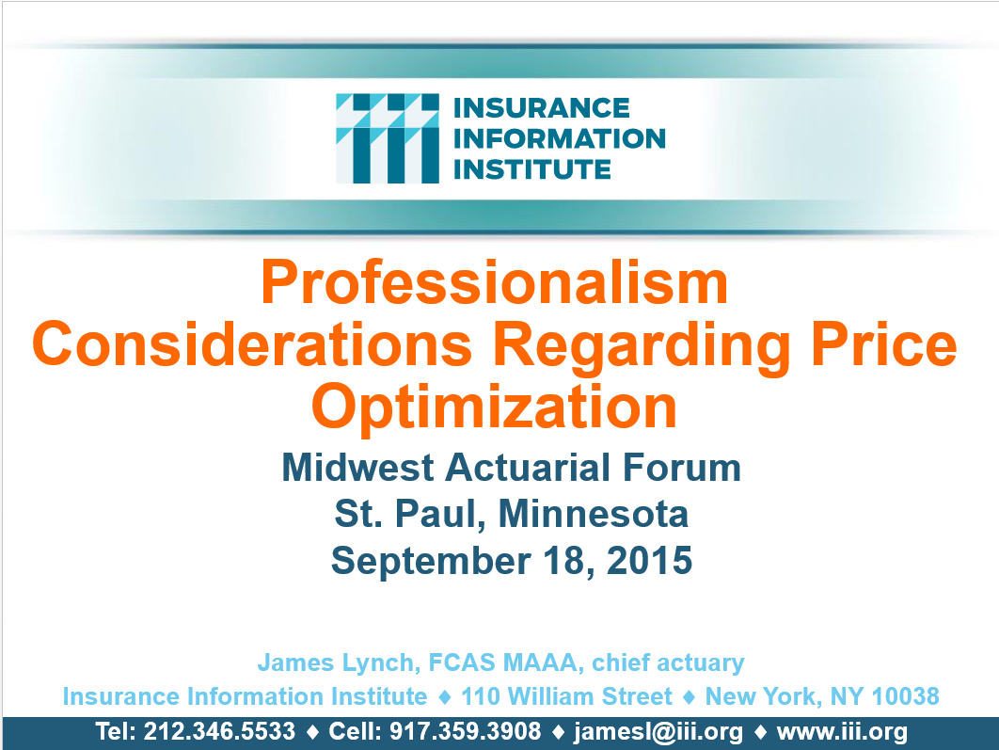 INSURANCE
INFORMATION
INSTITUTE
Professionalism
Considerations Regarding Price
Optimization
Midwest Actuarial Forum
St. Paul, Minnesota
September 18, 2015
James Lynch, FCAS MAAA, chief actuary
Insurance Information Institute ♦ 110 William Street ♦ New York, NY 10038
Tel: 212.346.5533 ♦ Cell: 917.359.3908 ♦ jamesl@iii.org ♦ www.iii.org